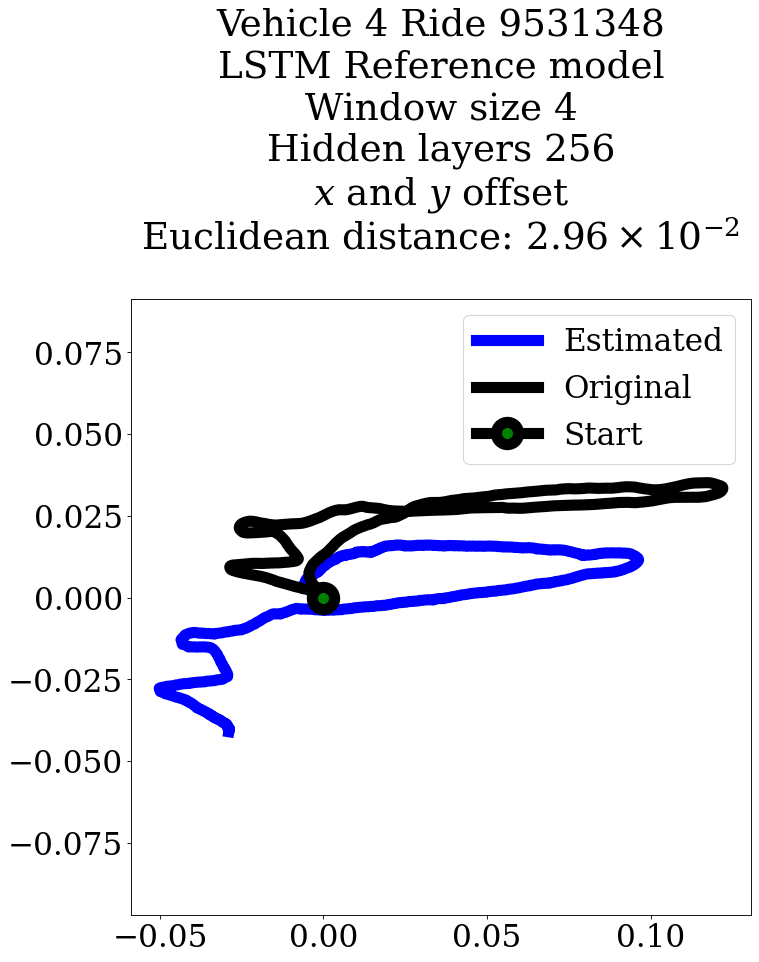 Vehicle 4 Ride 9531348
LSTM Reference model
Window size 4
Hidden layers 256
x and y offset
Euclidean distance: 2.96 × 10⁻²
Estimated
Original
Start
0.075
0.050
0.025
0.000
−0.025
−0.050
−0.075
−0.05 0.00 0.05 0.10